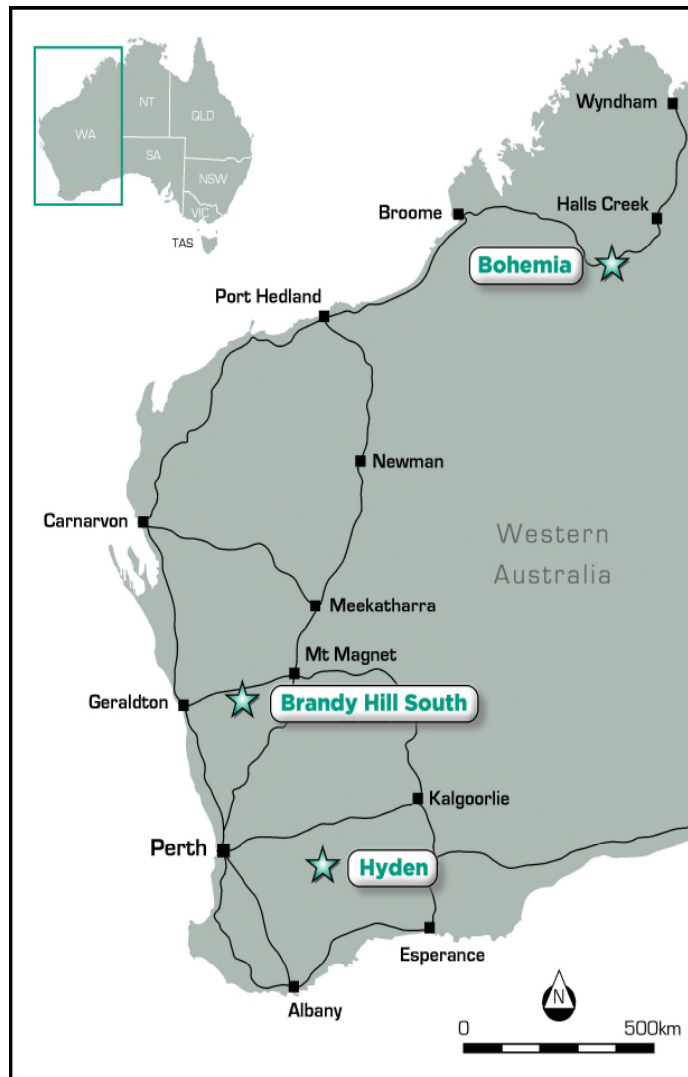 NT
QLD
WA
SA
NSW
VIC
TAS
Wyndham
Halls Creek
Broome
Bohemia
Port Hedland
Newman
Carnarvon
Western
Australia
Meekatharra
Mt Magnet
Geraldton
Brandy Hill South
Kalgoorlie
Perth
Hyden
Esperance
Albany
N
0 500km